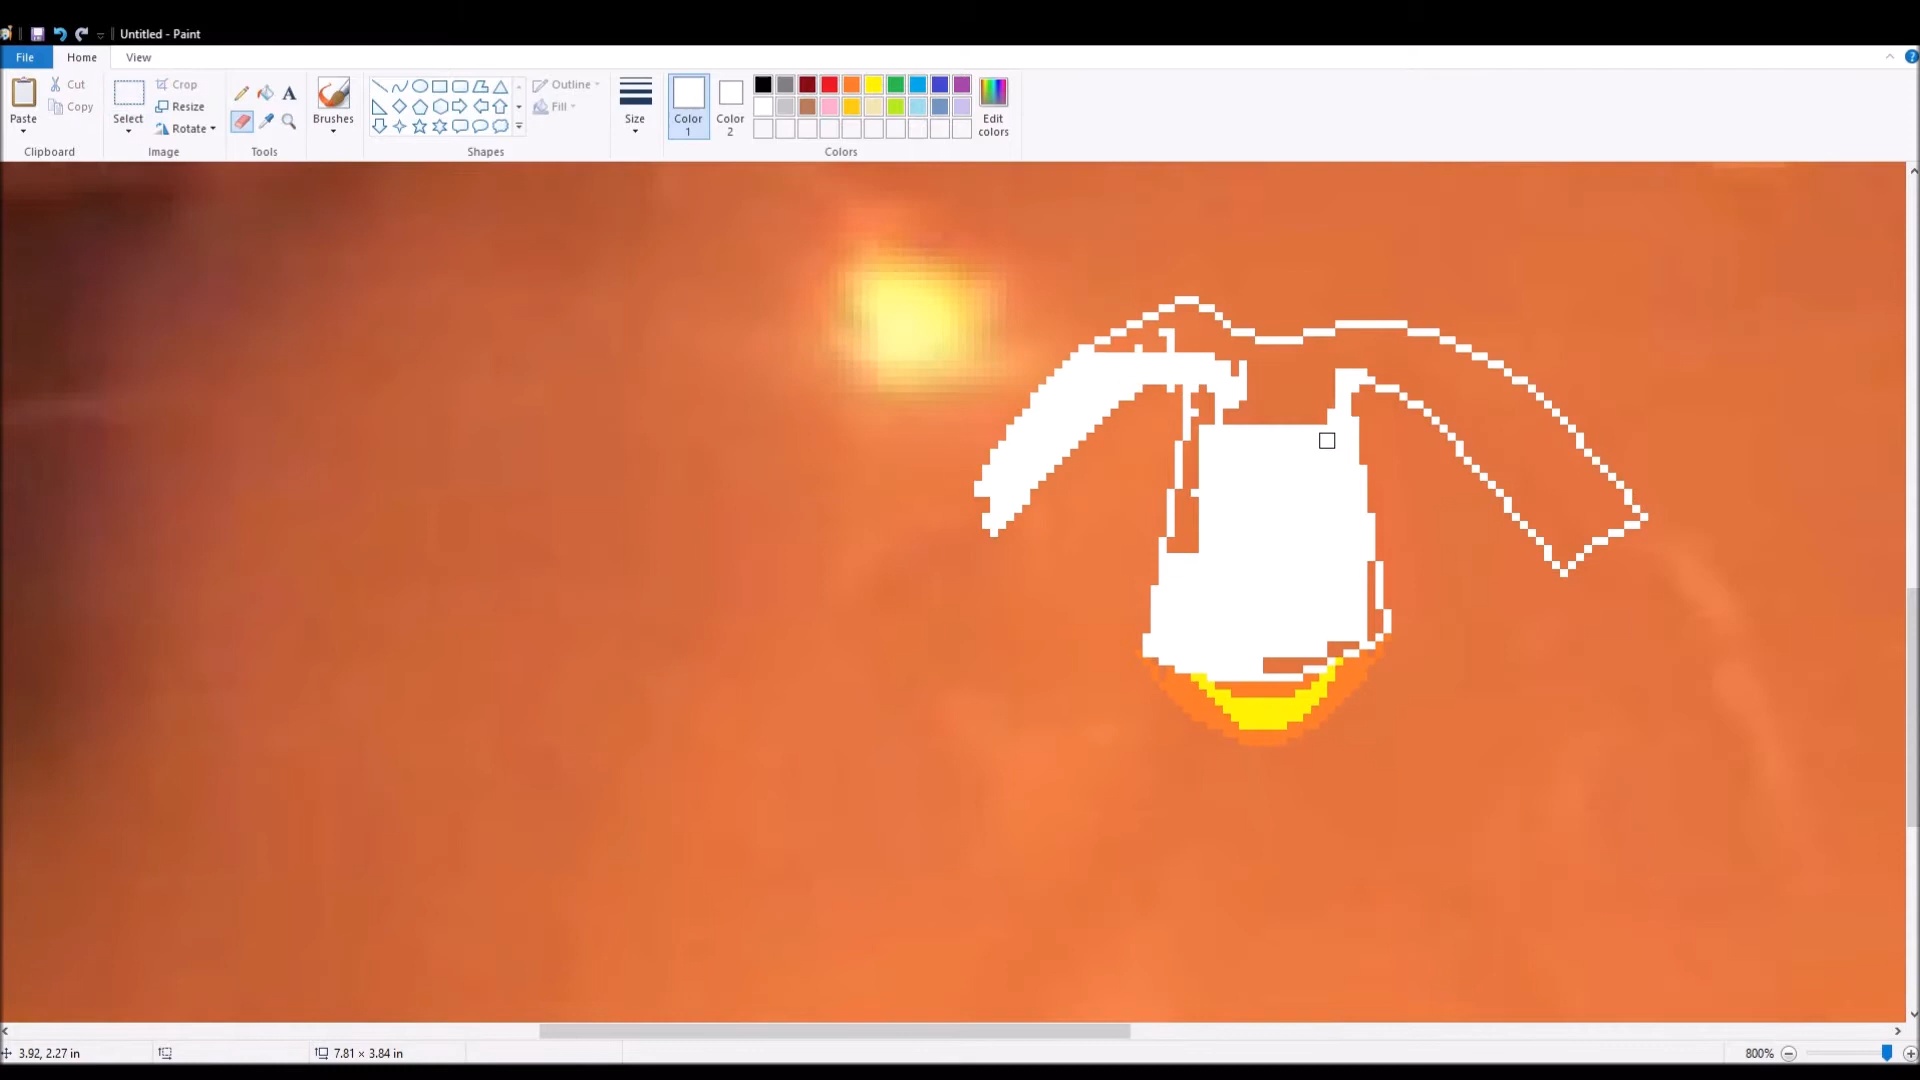 Untitled - Paint
File Home View
Paste
Cut
Copy
Clipboard
Select
Crop
Resize
Rotate
Image
A
Tools
Brushes
Shapes
Outline
Fill
Size
Color 1
Color 2
Edit colors
Colors
3.92, 2.27 in
7.81 × 3.84 in
800%